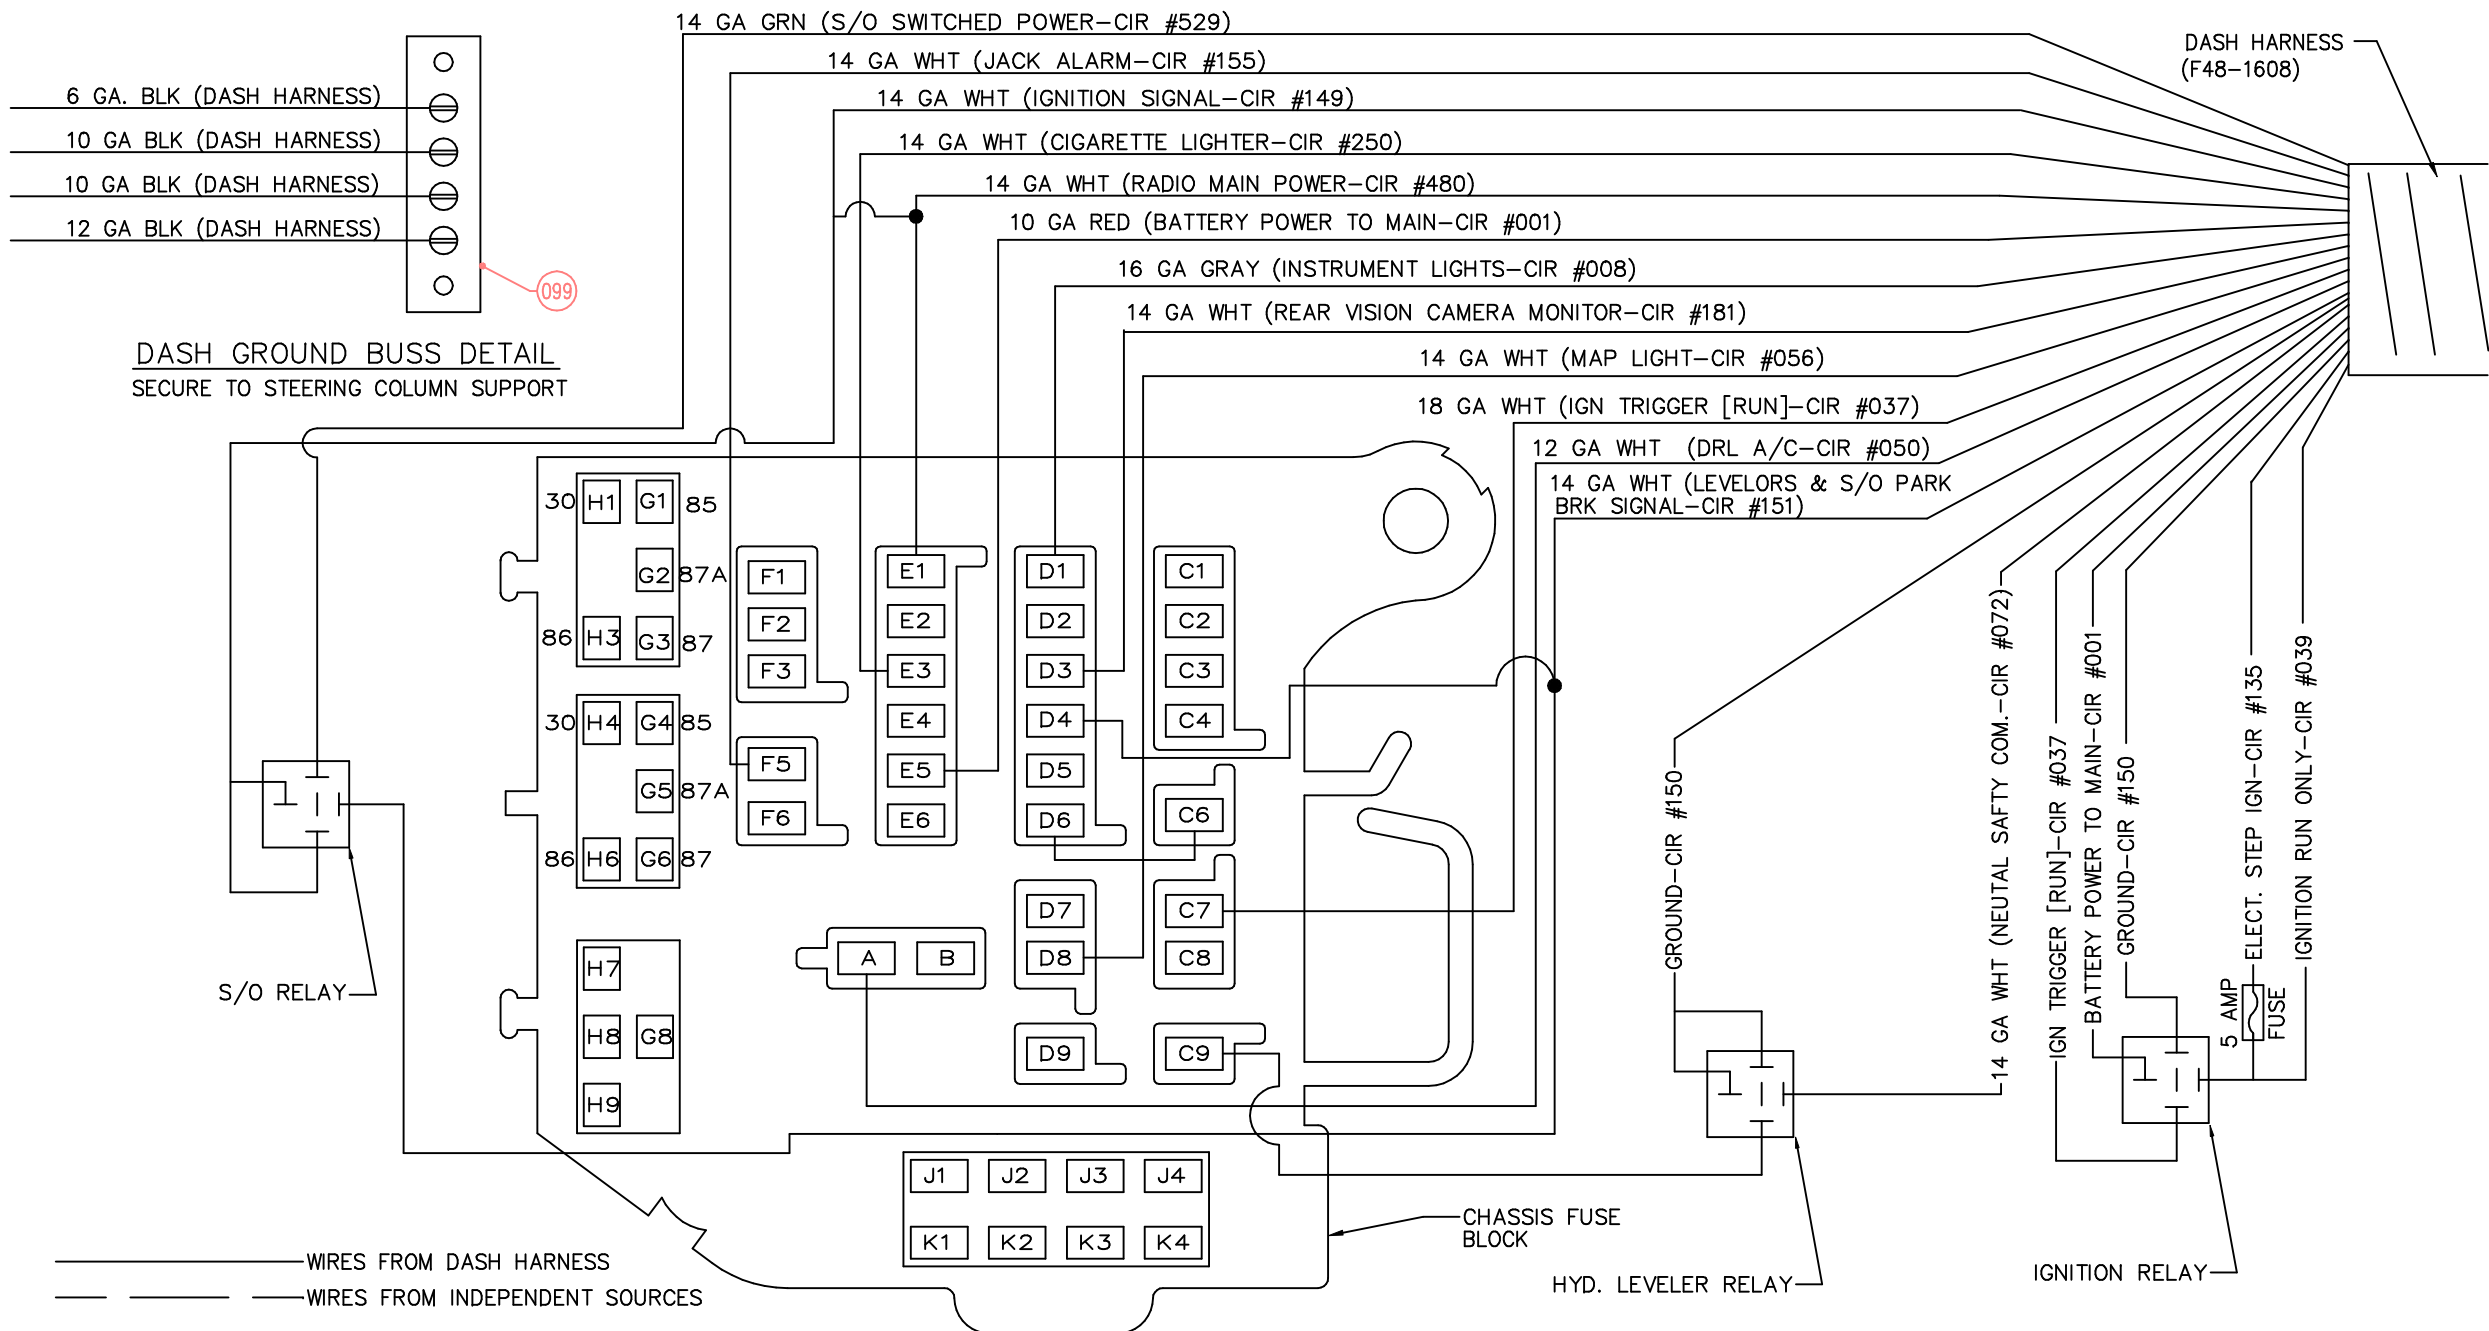 14 GA GRN (S/O SWITCHED POWER-CIR #529)
14 GA WHT (JACK ALARM-CIR #155)
14 GA WHT (IGNITION SIGNAL-CIR #149)
14 GA WHT (CIGARETTE LIGHTER-CIR #250)
14 GA WHT (RADIO MAIN POWER-CIR #480)
10 GA RED (BATTERY POWER TO MAIN-CIR #001)
16 GA GRAY (INSTRUMENT LIGHTS-CIR #008)
14 GA WHT (REAR VISION CAMERA MONITOR-CIR #181)
14 GA WHT (MAP LIGHT-CIR #056)
18 GA WHT (IGN TRIGGER [RUN]-CIR #037)
12 GA WHT (DRL A/C-CIR #050)
14 GA WHT (LEVELORS & S/O PARK
BRK SIGNAL-CIR #151)
DASH HARNESS
(F48-1608)
6 GA. BLK (DASH HARNESS)
10 GA BLK (DASH HARNESS)
10 GA BLK (DASH HARNESS)
12 GA BLK (DASH HARNESS)
099
DASH GROUND BUSS DETAIL
SECURE TO STEERING COLUMN SUPPORT
30 H1 G1 85
G2 87A
86 H3 G3 87
30 H4 G4 85
G5 87A
86 H6 G6 87
H7
H8 G8
H9
F1
F2
F3
F5
F6
E1
E2
E3
E4
E5
E6
D1
D2
D3
D4
D5
D6
D7
D8
D9
C1
C2
C3
C4
C6
C7
C8
C9
A B
J1 J2 J3 J4
K1 K2 K3 K4
S/O RELAY
GROUND-CIR #150
14 GA WHT (NEUTAL SAFTY COM.-CIR #072)
IGN TRIGGER [RUN]-CIR #037
BATTERY POWER TO MAIN-CIR #001
GROUND-CIR #150
ELECT. STEP IGN-CIR #135
IGNITION RUN ONLY-CIR #039
5 AMP
FUSE
CHASSIS FUSE
BLOCK
HYD. LEVELER RELAY
IGNITION RELAY
WIRES FROM DASH HARNESS
WIRES FROM INDEPENDENT SOURCES